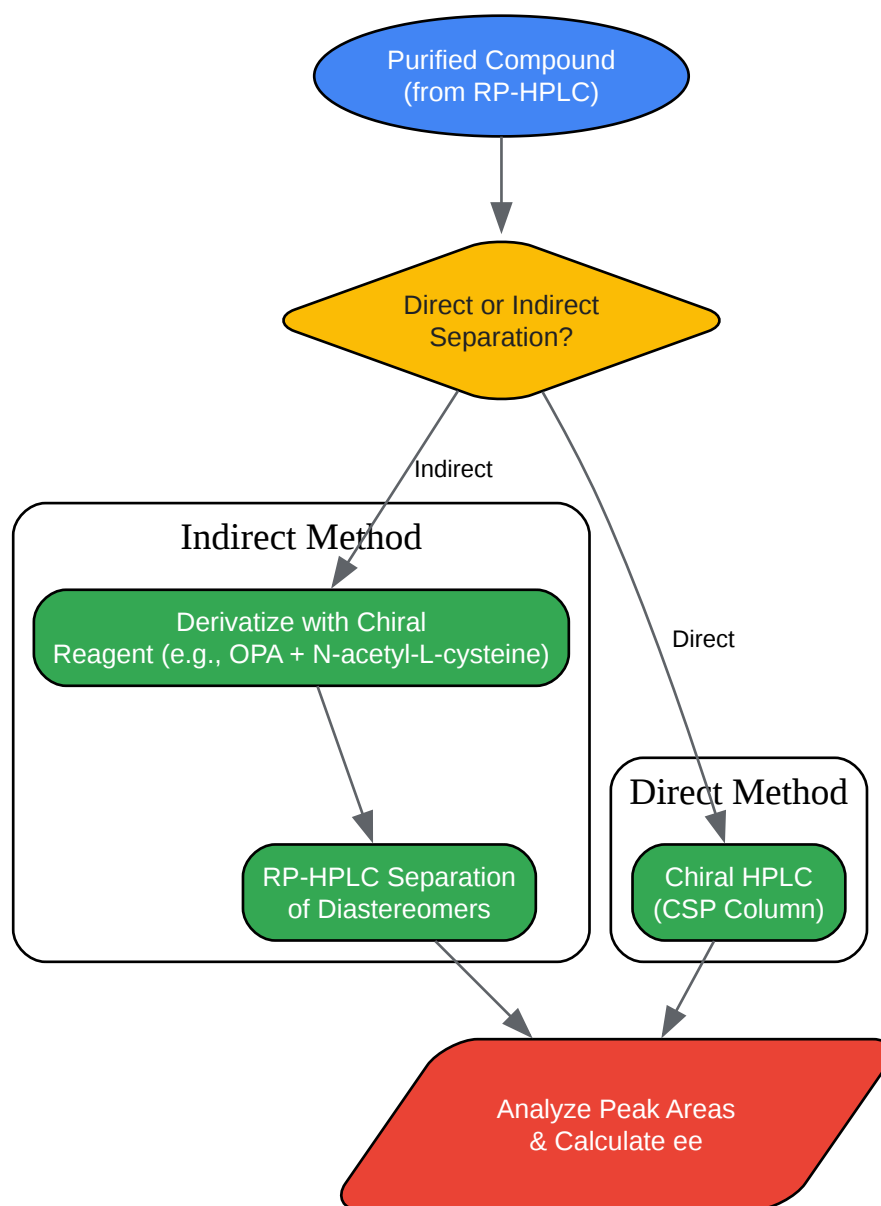 Purified Compound
(from RP-HPLC)
Direct or Indirect
Separation?
Indirect
Indirect Method
Derivatize with Chiral
Reagent (e.g., OPA + N-acetyl-L-cysteine)
Direct
RP-HPLC Separation
of Diastereomers
Direct Method
Chiral HPLC
(CSP Column)
Analyze Peak Areas
& Calculate ee